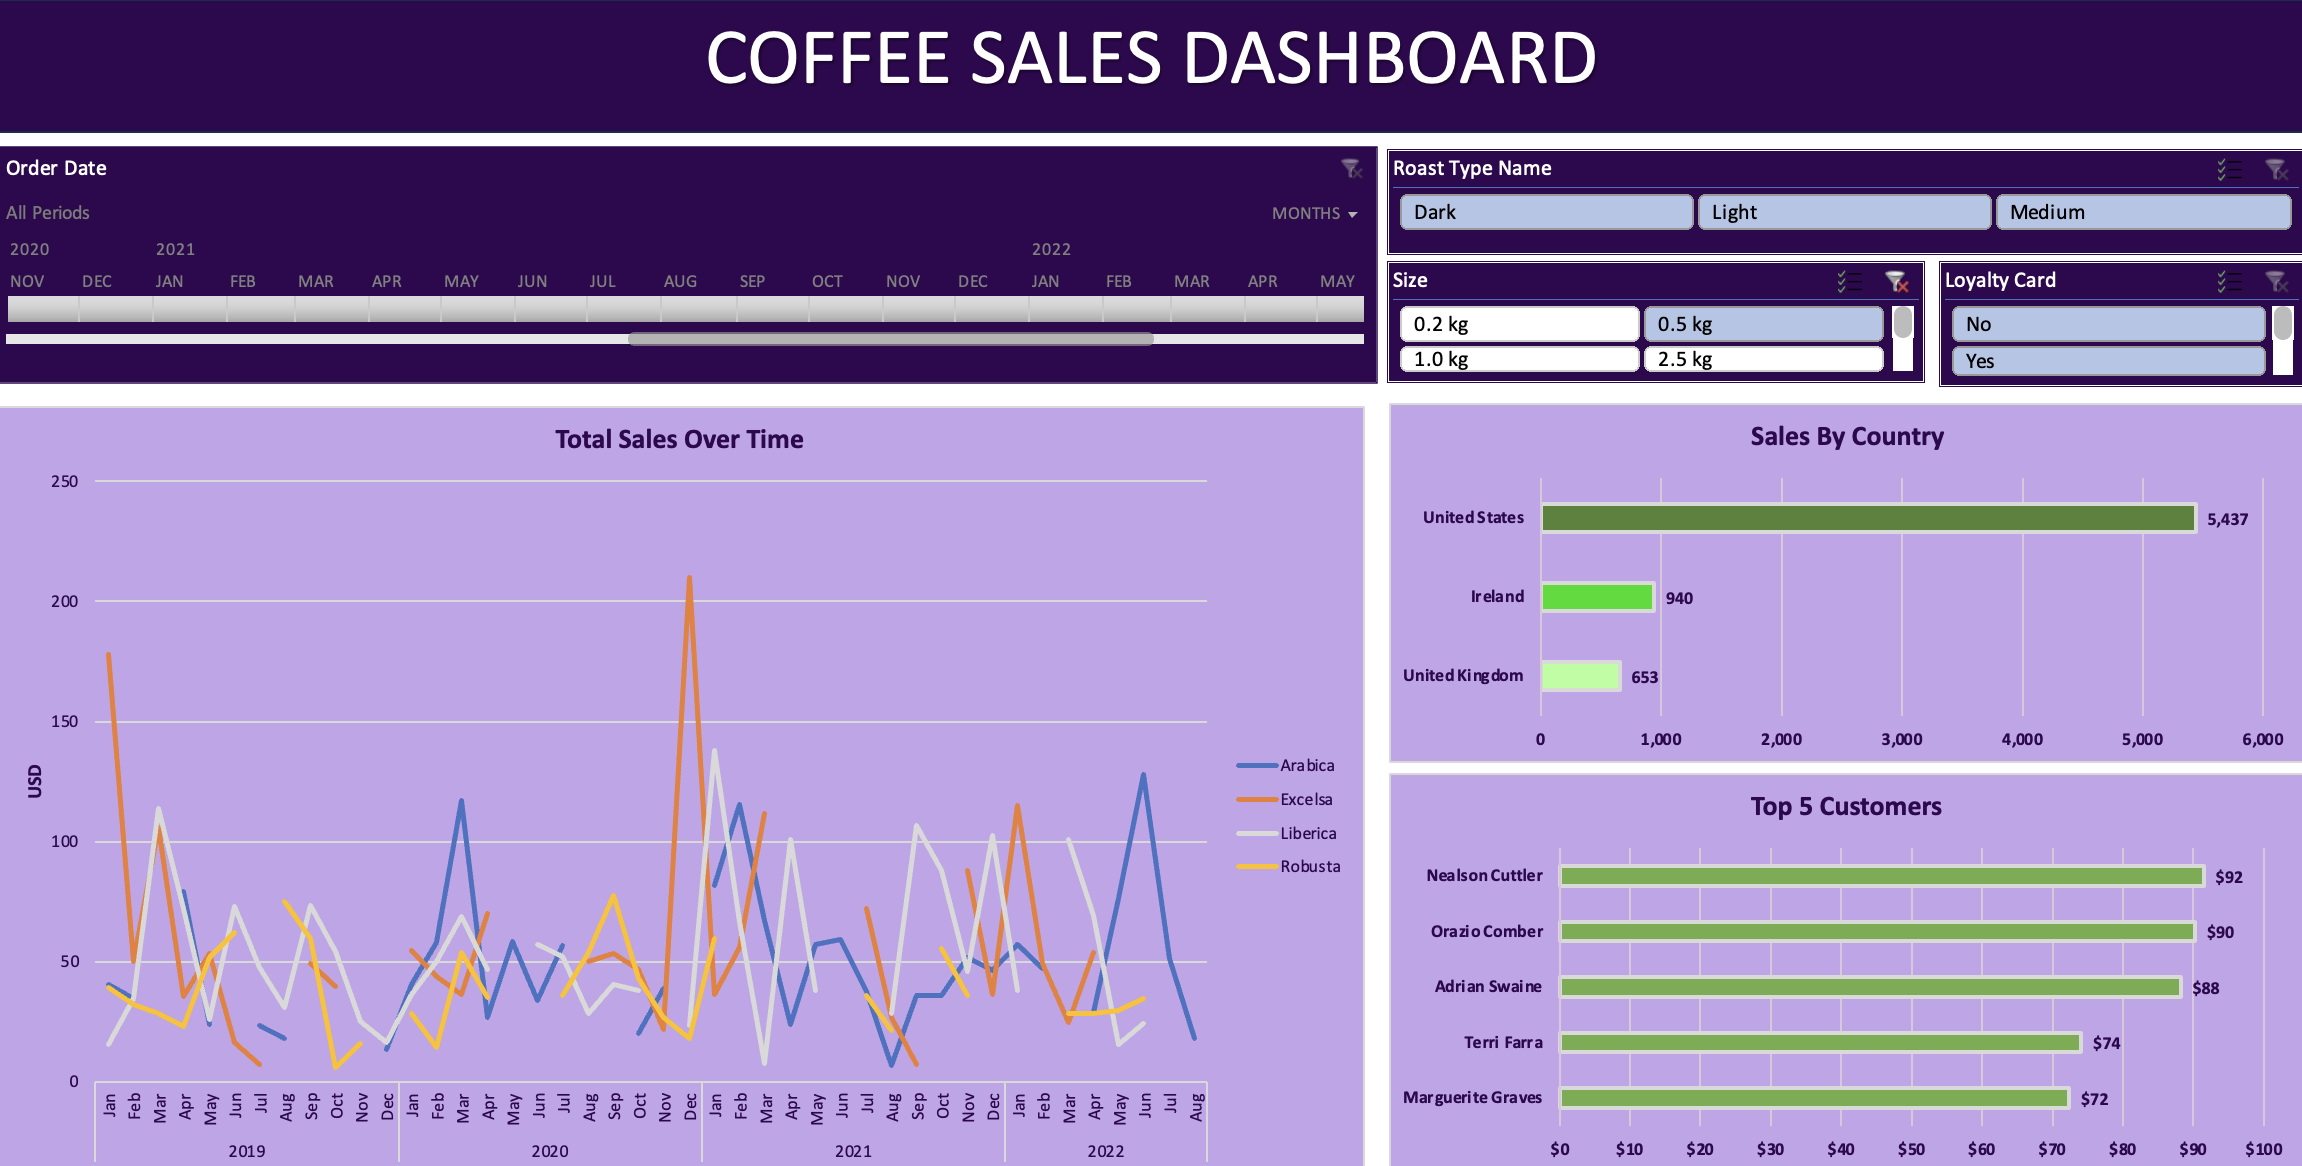 COFFEE SALES DASHBOARD
Order Date
All Periods
MONTHS
2020 2021 2022
NOV DEC JAN FEB MAR APR MAY JUN JUL AUG SEP OCT NOV DEC JAN FEB MAR APR MAY
Roast Type Name
Dark Light Medium
Size
0.2 kg 0.5 kg
1.0 kg 2.5 kg
Loyalty Card
No
Yes
Total Sales Over Time
250
200
150
100
50
0
USD
Jan Feb Mar Apr May Jun Jul Aug Sep Oct Nov Dec Jan Feb Mar Apr May Jun Jul Aug Sep Oct Nov Dec Jan Feb Mar Apr May Jun Jul Aug Sep Oct Nov Dec Jan Feb Mar Apr May Jun Jul Aug
2019 2020 2021 2022
Arabica
Excelsa
Liberica
Robusta
Sales By Country
United States 5,437
Ireland 940
United Kingdom 653
0 1,000 2,000 3,000 4,000 5,000 6,000
Top 5 Customers
Nealson Cuttler $92
Orazio Comber $90
Adrian Swaine $88
Terri Farra $74
Marguerite Graves $72
$0 $10 $20 $30 $40 $50 $60 $70 $80 $90 $100